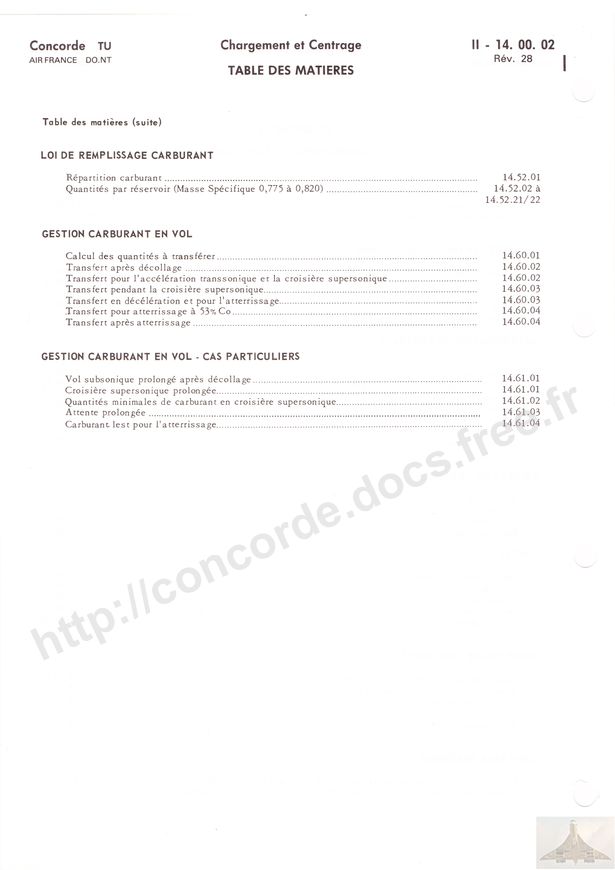 Concorde TU
AIR FRANCE DO.NT
Chargement et Centrage
TABLE DES MATIERES
II - 14. 00. 02
Rév. 28
Table des matières (suite)
LOI DE REMPLISSAGE CARBURANT
Répartition carburant ........ 14.52.01
Quantités par réservoir (Masse Spécifique 0,775 à 0,820) ........ 14.52.02 à
14.52.21/22
GESTION CARBURANT EN VOL
Calcul des quantités à transférer ........ 14.60.01
Transfert après décollage ........ 14.60.02
Transfert pour l'accélération transsonique et la croisière supersonique ........ 14.60.02
Transfert pendant la croisière supersonique ........ 14.60.03
Transfert en décélération et pour l'atterrissage ........ 14.60.03
Transfert pour atterrissage à 53% Co ........ 14.60.04
Transfert après atterrissage ........ 14.60.04
GESTION CARBURANT EN VOL - CAS PARTICULIERS
Vol subsonique prolongé après décollage ........ 14.61.01
Croisière supersonique prolongée ........ 14.61.01
Quantités minimales de carburant en croisière supersonique ........ 14.61.02
Attente prolongée ........ 14.61.03
Carburant lest pour l'atterrissage ........ 14.61.04
http://concorde.docs.free.fr